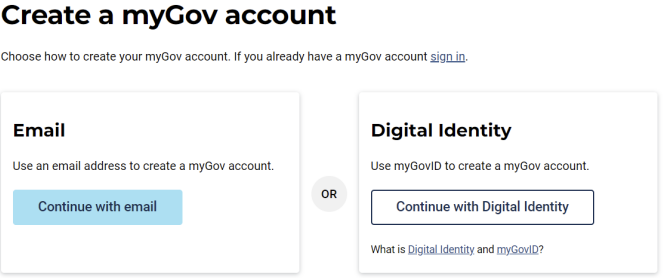 Create a myGov account
Choose how to create your myGov account. If you already have a myGov account sign in.
Email
Use an email address to create a myGov account.
Continue with email
OR
Digital Identity
Use myGovID to create a myGov account.
Continue with Digital Identity
What is Digital Identity and myGovID?